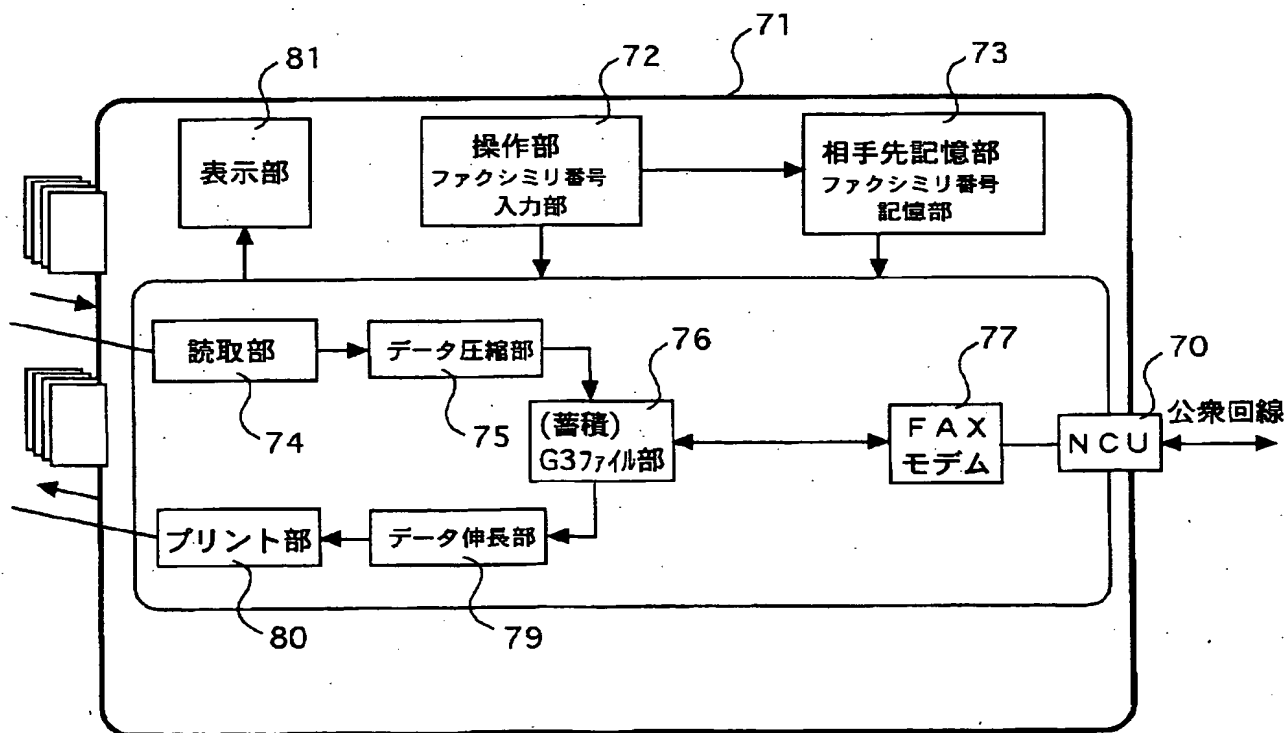 71
81
72
73
表示部
操作部
ファクシミリ番号
入力部
相手先記憶部
ファクシミリ番号
記憶部
読取部
74
データ圧縮部
75
76
(蓄積)
G3ファイル部
77
FAX
モデム
70
NCU
公衆回線
プリント部
80
データ伸長部
79